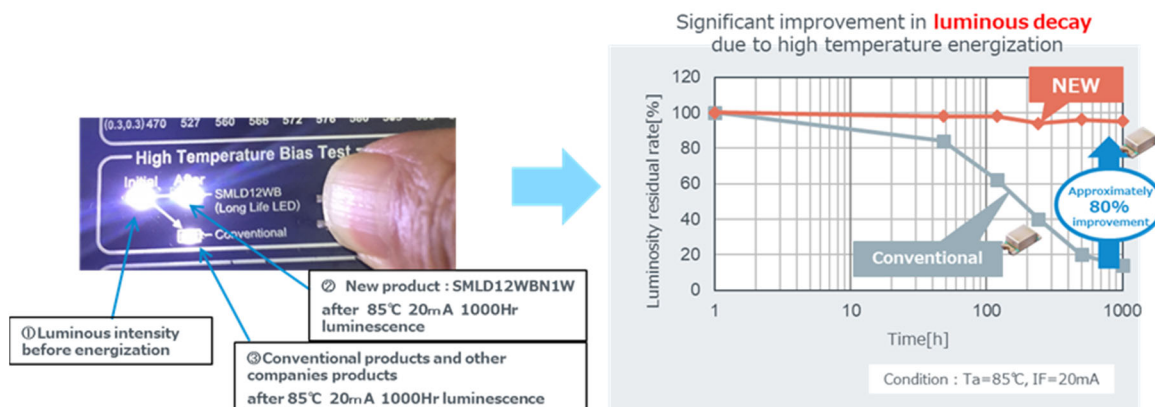 (0.3,0.3) 470 527 560 566 572 576
High Temperature Bias Test
Initial After
SMLD12WB
(Long Life LED)
Conventional
①Luminous intensity
before energization
② New product : SMLD12WBN1W
after 85℃ 20mA 1000Hr
luminescence
③Conventional products and other
companies products
after 85℃ 20mA 1000Hr luminescence
Significant improvement in luminous decay
due to high temperature energization
Luminosity residual rate[%]
120
100
80
60
40
20
0
1 10 100 1000
Time[h]
NEW
Conventional
Approximately
80%
improvement
Condition : Ta=85℃, IF=20mA